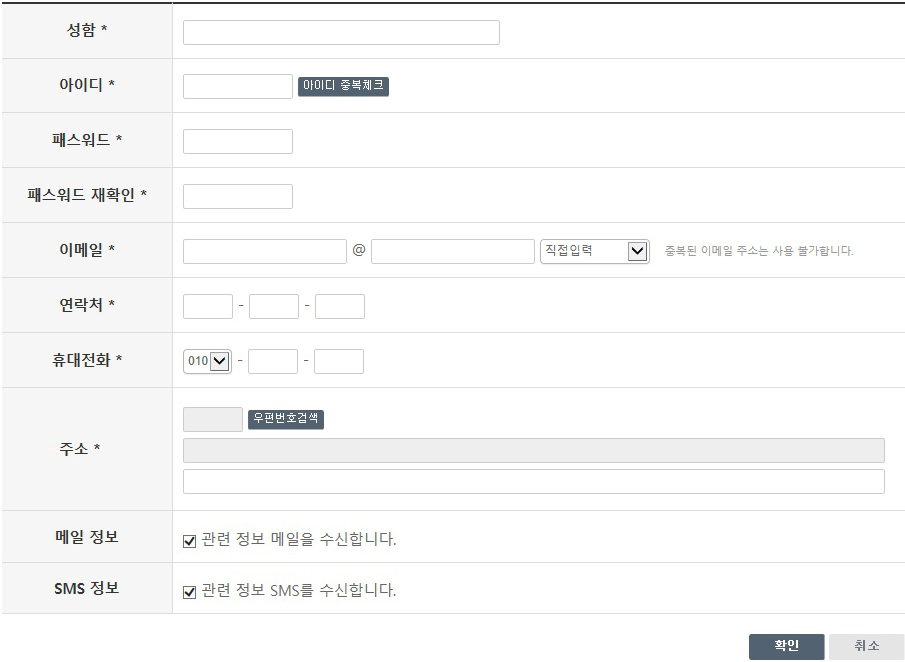 성함 *
아이디 * 아이디 중복체크
패스워드 *
패스워드 재확인 *
이메일 * @ 직접입력 중복된 이메일 주소는 사용 불가합니다.
연락처 * - -
휴대전화 * 010 - -
우편번호검색
주소 *
메일 정보 관련 정보 메일을 수신합니다.
SMS 정보 관련 정보 SMS를 수신합니다.
확인 취소